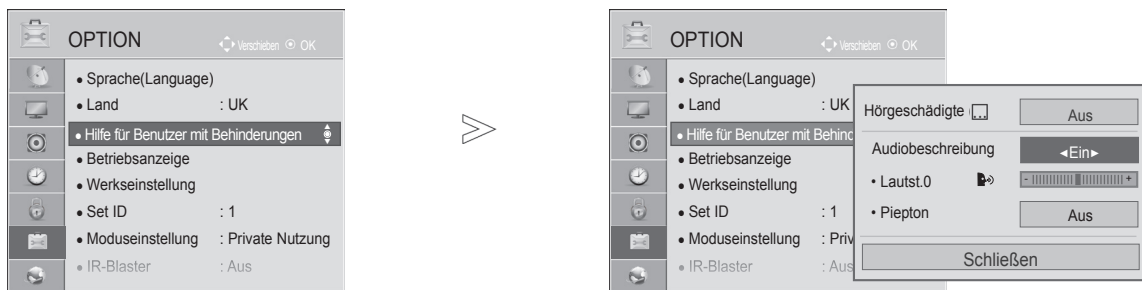 OPTION
Verschieben OK
• Sprache(Language)
• Land : UK
• Hilfe für Benutzer mit Behinderungen
• Betriebsanzeige
• Werkseinstellung
• Set ID : 1
• Moduseinstellung : Private Nutzung
• IR-Blaster : Aus
OPTION
Verschieben OK
• Sprache(Language)
• Land : UK
• Hilfe für Benutzer mit Behind
• Betriebsanzeige
• Werkseinstellung
• Set ID : 1
• Moduseinstellung : Priv
• IR-Blaster : Aus
Hörgeschädigte ( Aus
Audiobeschreibung ◄Ein►
• Lautst.0 - +
• Piepton Aus
Schließen